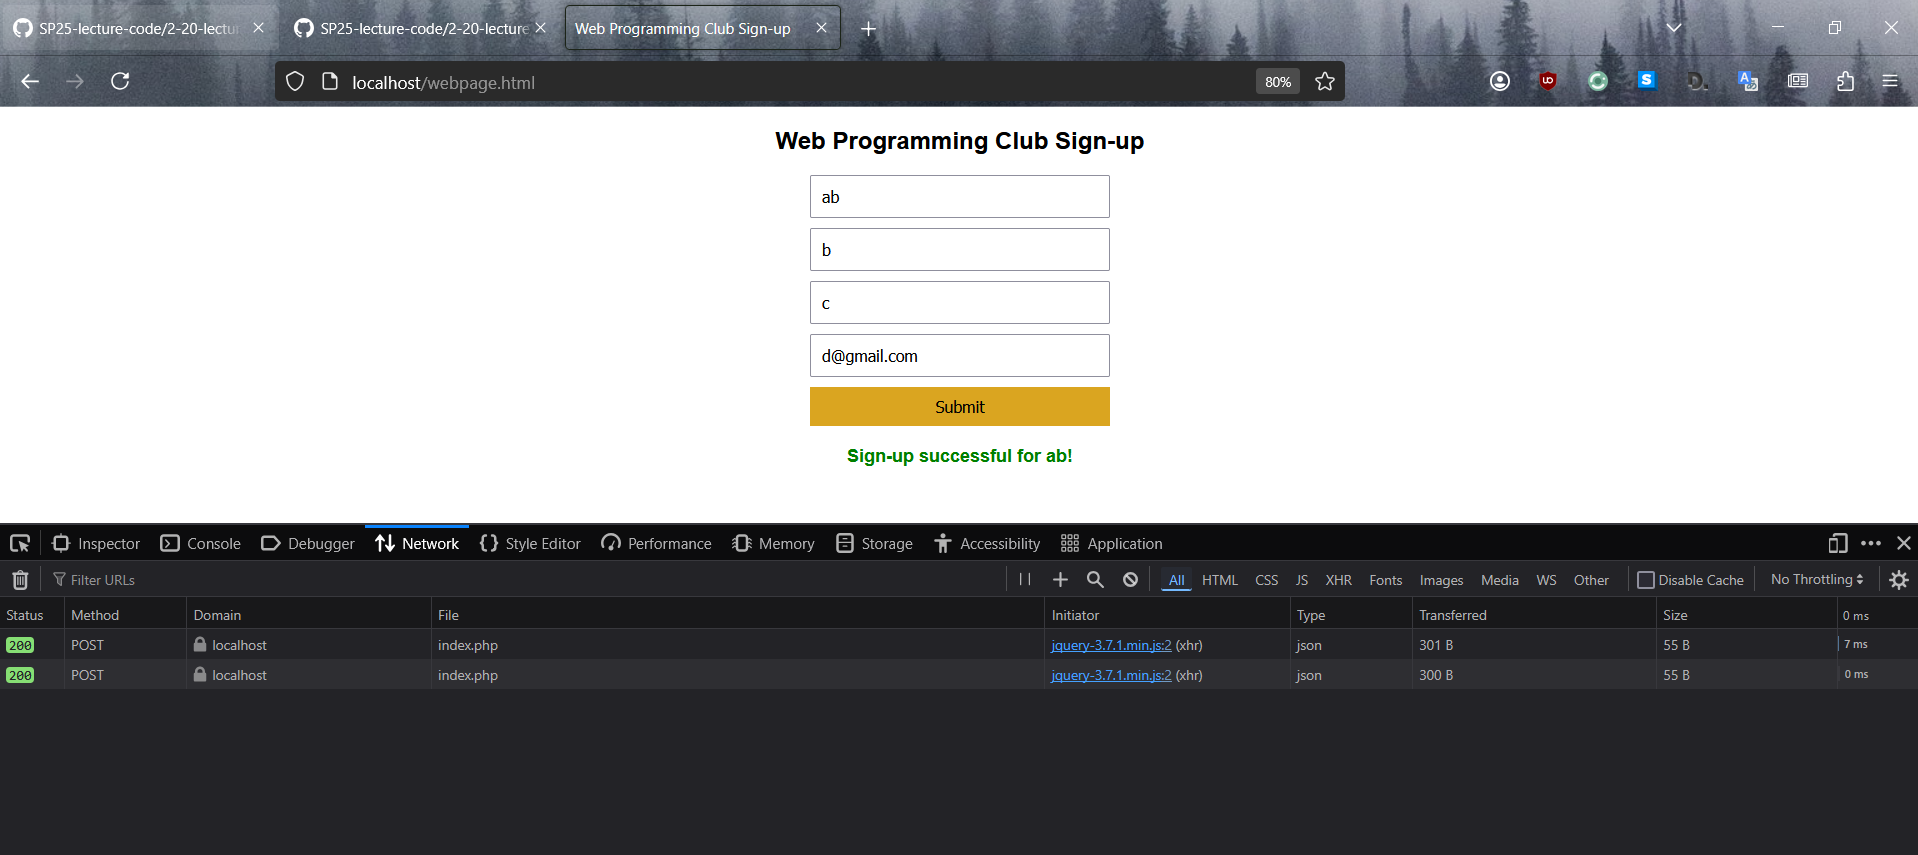 SP25-lecture-code/2-20-lectur
SP25-lecture-code/2-20-lecture
Web Programming Club Sign-up
localhost/webpage.html
80%
Web Programming Club Sign-up
ab
b
c
d@gmail.com
Submit
Sign-up successful for ab!
Inspector Console Debugger Network Style Editor Performance Memory Storage Accessibility Application
Filter URLs All HTML CSS JS XHR Fonts Images Media WS Other Disable Cache No Throttling
Status Method Domain File Initiator Type Transferred Size 0 ms
200 POST localhost index.php jquery-3.7.1.min.js:2 (xhr) json 301 B 55 B 7 ms
200 POST localhost index.php jquery-3.7.1.min.js:2 (xhr) json 300 B 55 B 0 ms